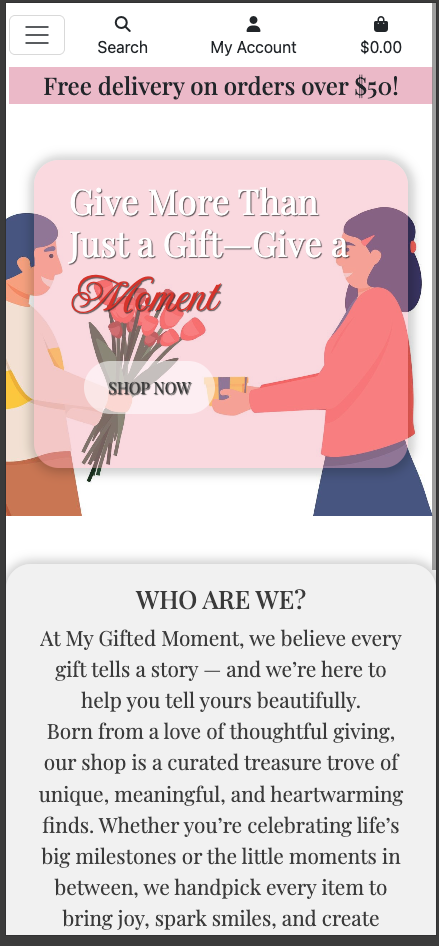 Search My Account $0.00
Free delivery on orders over $50!
Give More Than
Just a Gift—Give a
Moment
SHOP NOW
WHO ARE WE?
At My Gifted Moment, we believe every
gift tells a story — and we’re here to
help you tell yours beautifully.
Born from a love of thoughtful giving,
our shop is a curated treasure trove of
unique, meaningful, and heartwarming
finds. Whether you’re celebrating life’s
big milestones or the little moments in
between, we handpick every item to
bring joy, spark smiles, and create